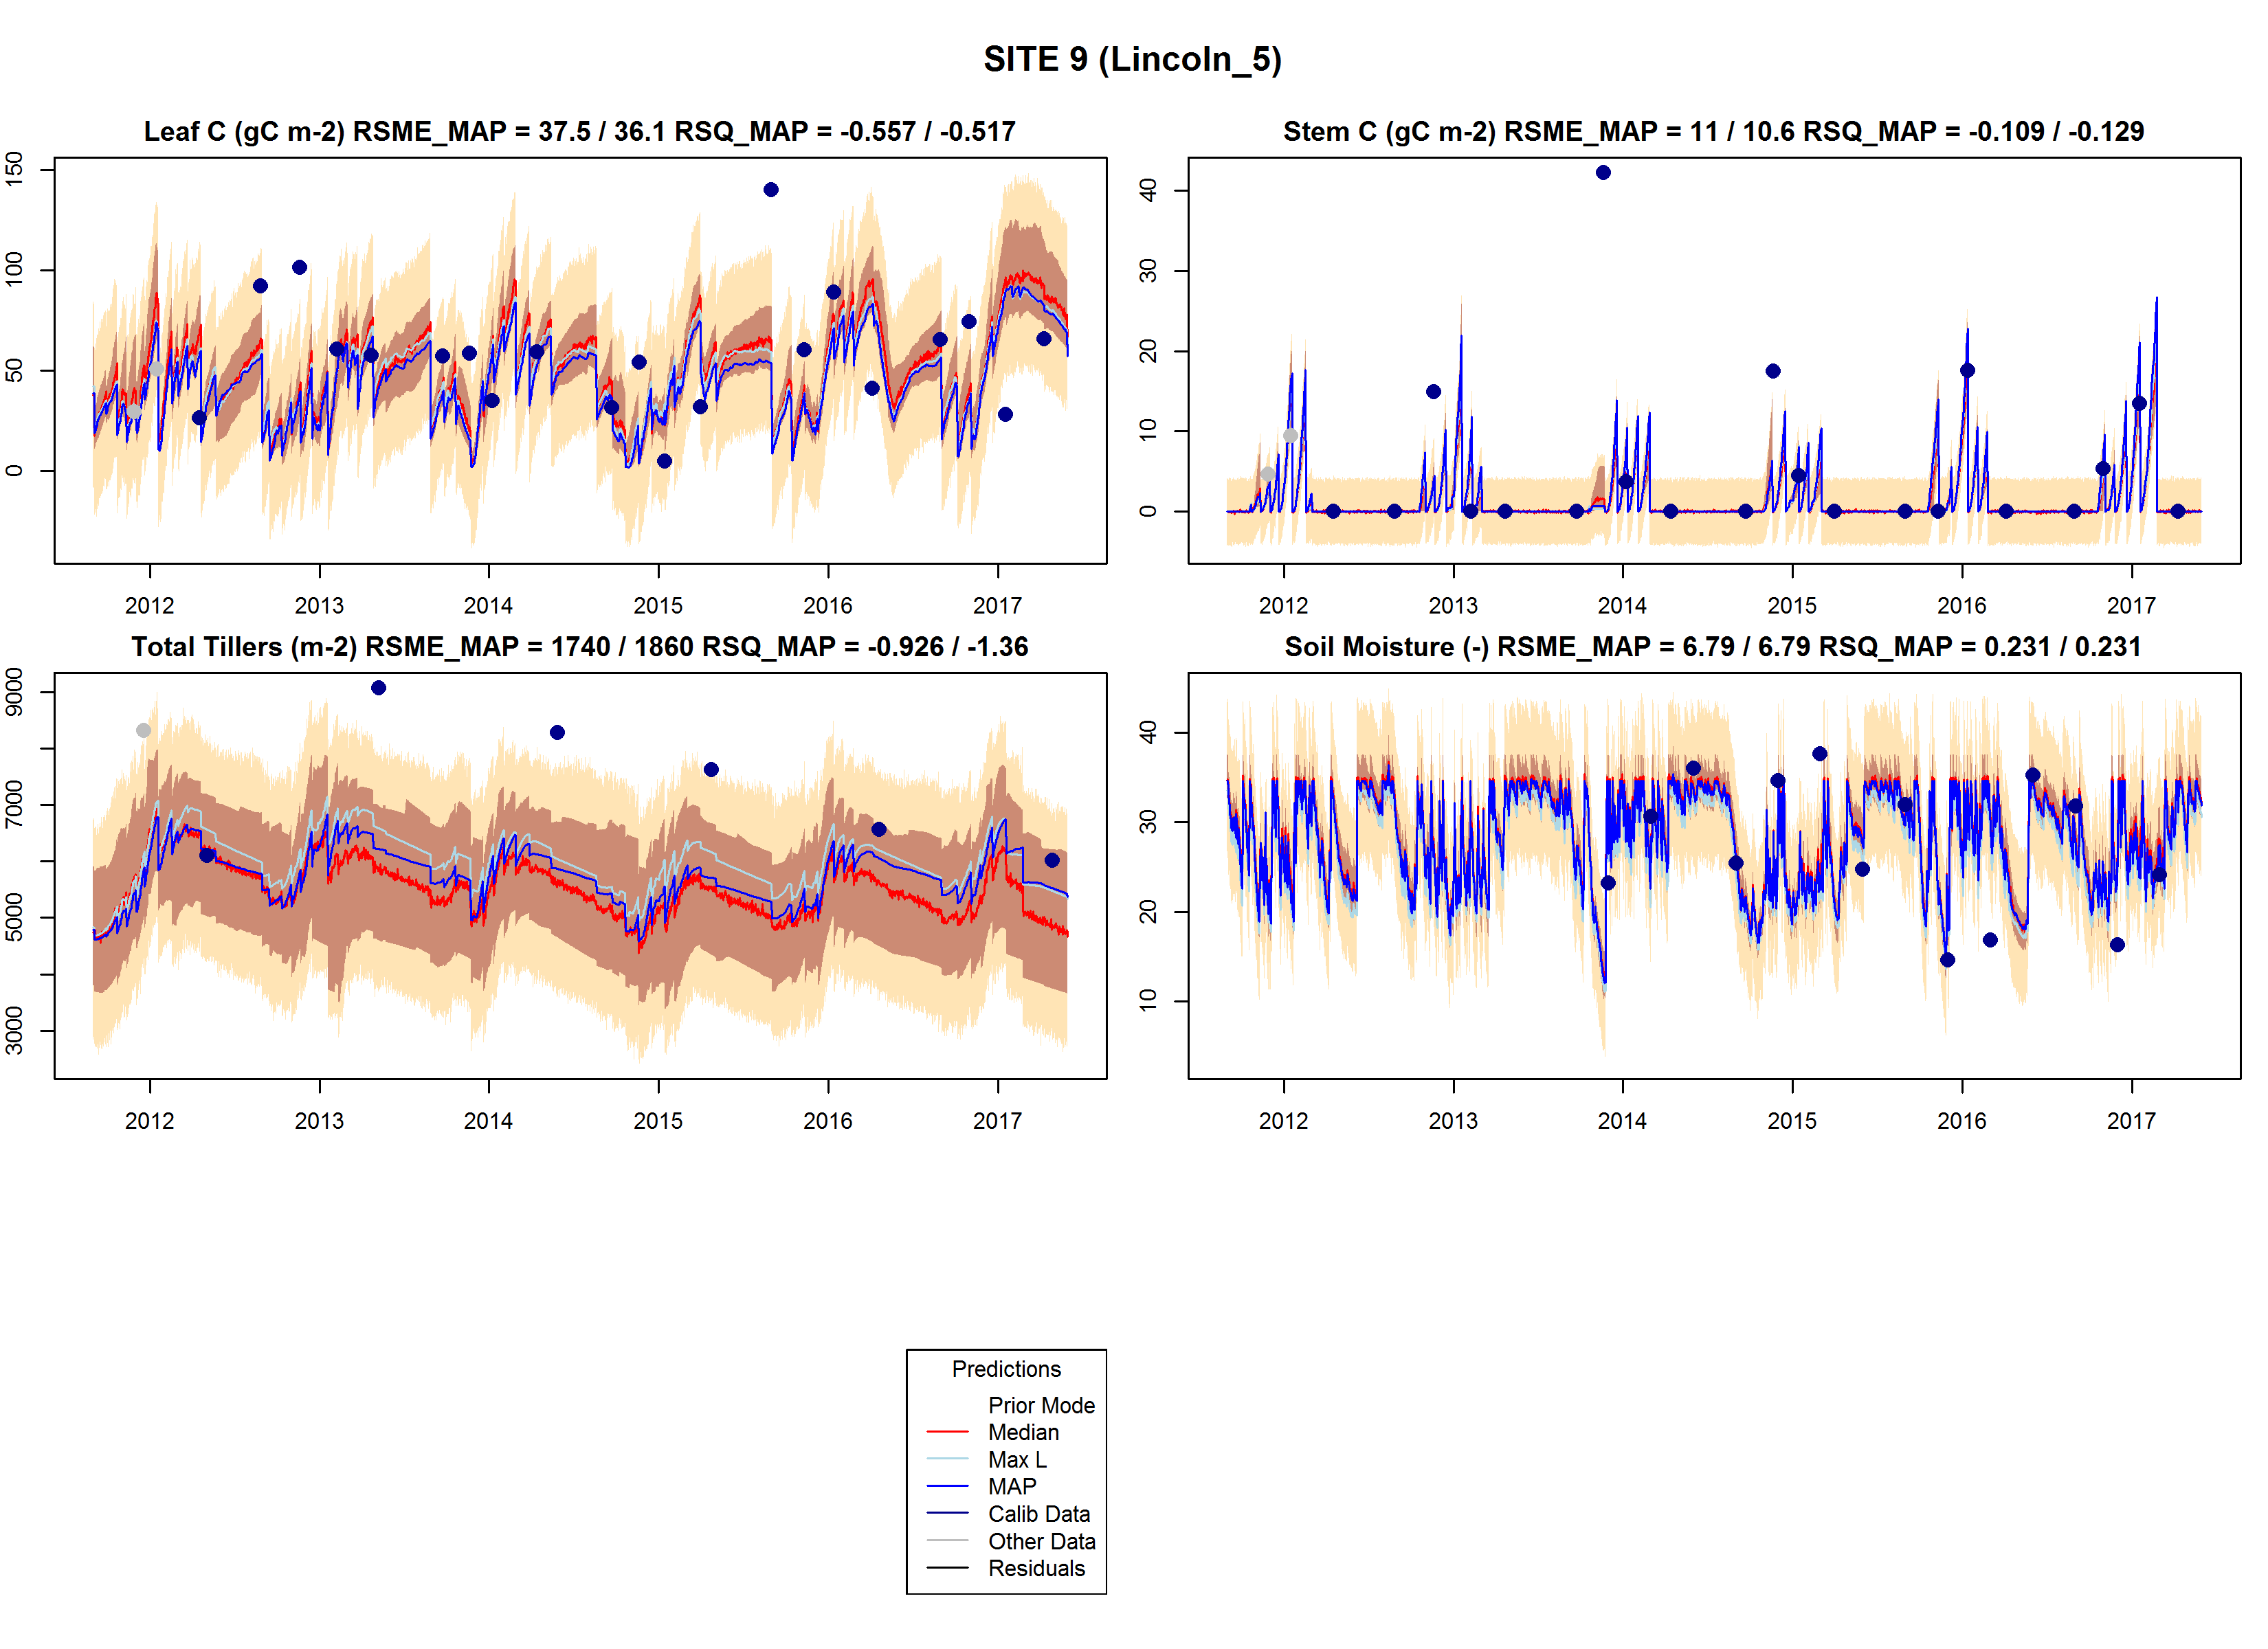 SITE 9 (Lincoln_5)
Leaf C (gC m-2) RSME_MAP = 37.5 / 36.1 RSQ_MAP = -0.557 / -0.517
150
100
50
0
2012 2013 2014 2015 2016 2017
Stem C (gC m-2) RSME_MAP = 11 / 10.6 RSQ_MAP = -0.109 / -0.129
40
30
20
10
0
2012 2013 2014 2015 2016 2017
Total Tillers (m-2) RSME_MAP = 1740 / 1860 RSQ_MAP = -0.926 / -1.36
9000
7000
5000
3000
2012 2013 2014 2015 2016 2017
Soil Moisture (-) RSME_MAP = 6.79 / 6.79 RSQ_MAP = 0.231 / 0.231
40
30
20
10
2012 2013 2014 2015 2016 2017
Predictions
Prior Mode
Median
Max L
MAP
Calib Data
Other Data
Residuals